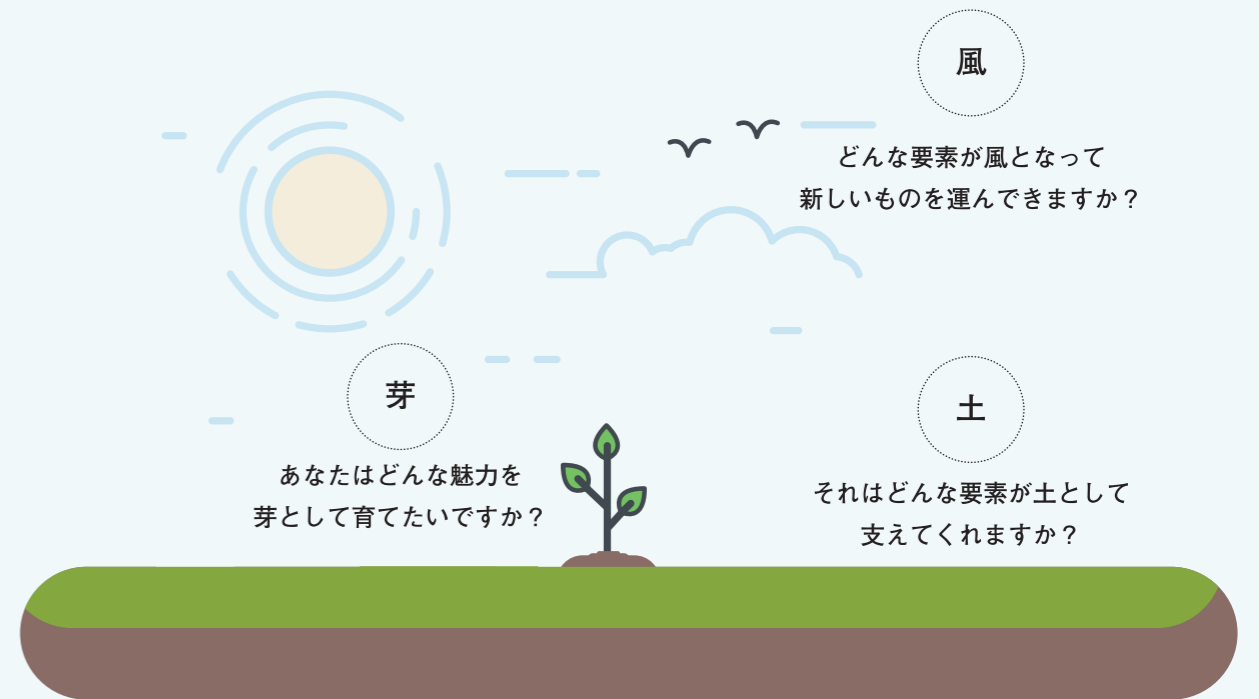 風
どんな要素が風となって
新しいものを運んできますか？
芽
あなたはどんな魅力を
芽として育てたいですか？
土
それはどんな要素が土として
支えてくれますか？